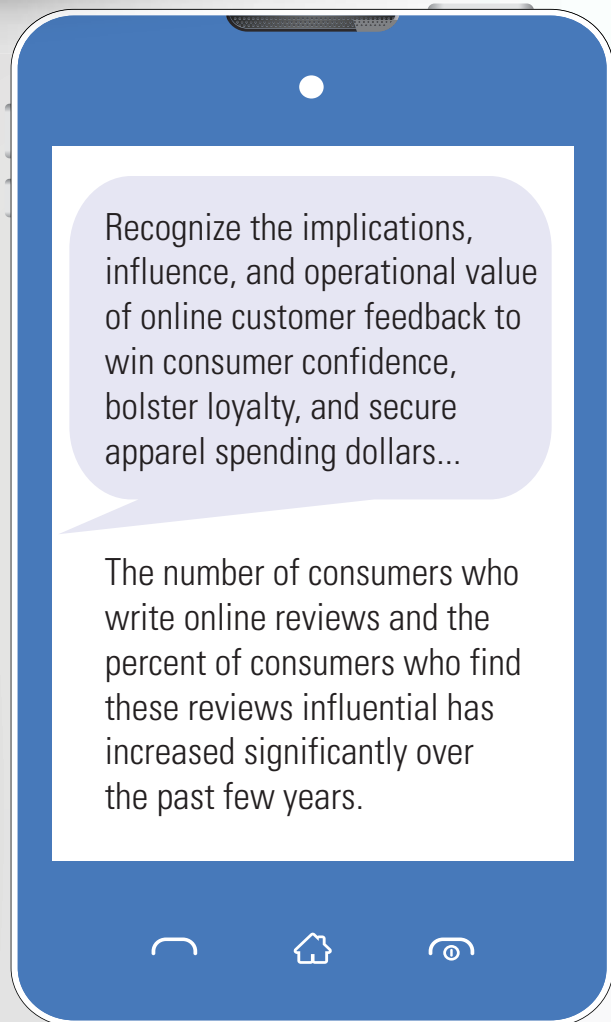 Recognize the implications,
influence, and operational value
of online customer feedback to
win consumer confidence,
bolster loyalty, and secure
apparel spending dollars...
The number of consumers who
write online reviews and the
percent of consumers who find
these reviews influential has
increased significantly over
the past few years.